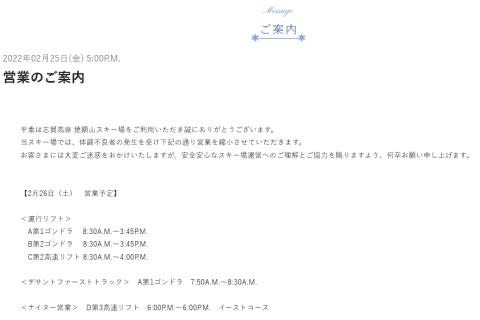 Message
ご案内
2022年02月25日(金) 5:00P.M.
営業のご案内
平素は志賀高原 焼額山スキー場をご利用いただき誠にありがとうございます。
当スキー場では、体調不良者の発生を受け下記の通り営業を縮小させていただきます。
お客さまには大変ご迷惑をおかけいたしますが、安全安心なスキー場運営へのご理解とご協力を賜りますよう、何卒お願い申し上げます。
【2月26日（土）　営業予定】
＜運行リフト＞
A第1ゴンドラ　8:30A.M.～3:45P.M.
B第2ゴンドラ　8:30A.M.～3:45P.M.
C第2高速リフト 8:30A.M.～4:00P.M.
＜デサントファーストトラック＞　A第1ゴンドラ　7:50A.M.～8:30A.M.
＜ナイター営業＞　D第3高速リフト　6:00P.M.～8:00P.M.　イーストコース